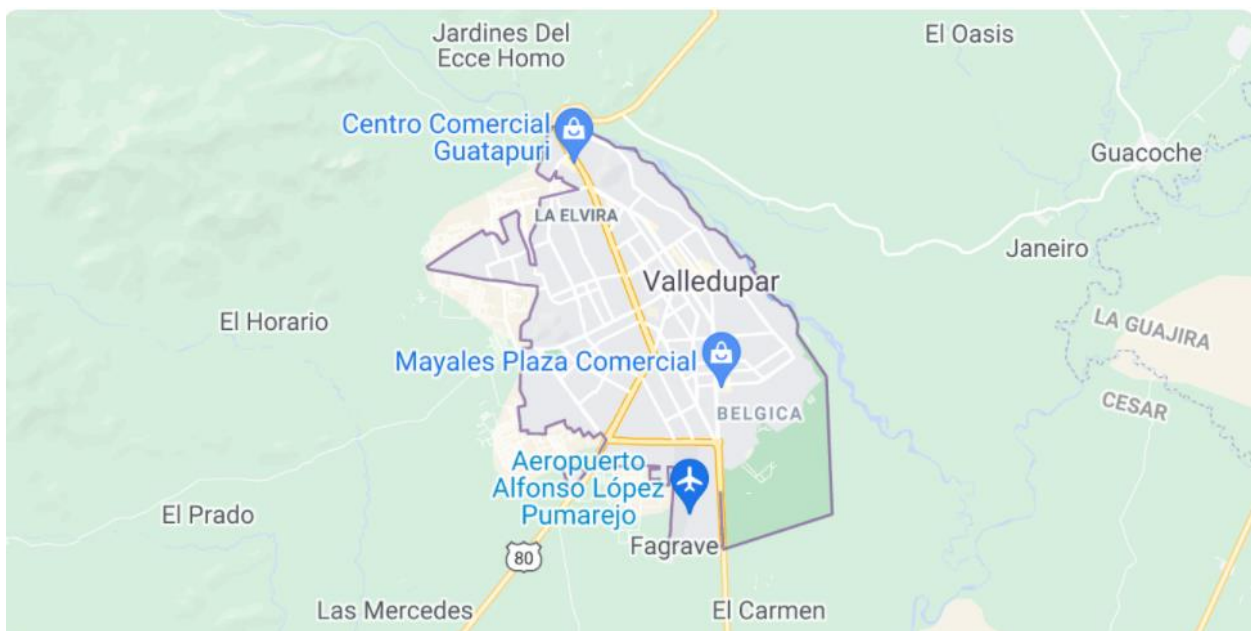 Jardines Del
Ecce Homo
El Oasis
Centro Comercial
Guatapuri
Guacoche
LA ELVIRA
Janeiro
Valledupar
El Horario
LA GUAJIRA
Mayales Plaza Comercial
CESAR
BELGICA
Aeropuerto
Alfonso López
Pumarejo
El Prado
Fagrave
80
Las Mercedes
El Carmen